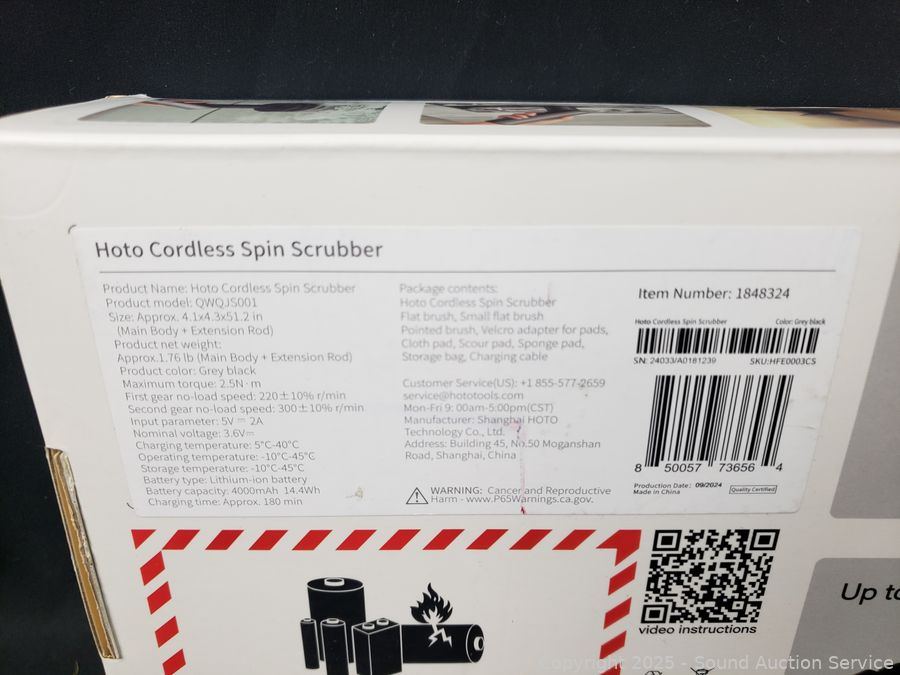 Hoto Cordless Spin Scrubber
Product Name: Hoto Cordless Spin Scrubber
Product model: QWQJS001
Size: Approx. 4.1x4.3x51.2 in
(Main Body + Extension Rod)
Product net weight:
Approx.1.76 lb (Main Body + Extension Rod)
Product color: Grey black
Maximum torque: 2.5N·m
First gear no-load speed: 220±10% r/min
Second gear no-load speed: 300±10% r/min
Input parameter: 5V⎓2A
Nominal voltage: 3.6V⎓
Charging temperature: 5°C-40°C
Operating temperature: -10°C-45°C
Storage temperature: -10°C-45°C
Battery type: Lithium-ion battery
Battery capacity: 4000mAh 14.4Wh
Charging time: Approx. 180 min
Package contents:
Hoto Cordless Spin Scrubber
Flat brush, Small flat brush
Pointed brush, Velcro adapter for pads,
Cloth pad, Scour pad, Sponge pad,
Storage bag, Charging cable
Customer Service(US): +1 855-577-2659
service@hototools.com
Mon-Fri 9: 00am-5:00pm(CST)
Manufacturer: Shanghai HOTO
Technology Co., Ltd.
Address: Building 45, No.50 Moganshan
Road, Shanghai, China
WARNING: Cancer and Reproductive
Harm - www.P65Warnings.ca.gov.
Item Number: 1848324
Hoto Cordless Spin Scrubber Color: Grey black
SN: 24033/A0181239 SKU:HFE0003CS
8 50057 73656 4
Production Date: 09/2024
Made in China
Quality Certified
video instructions
Up to
Copyright 2025 - Sound Auction Service